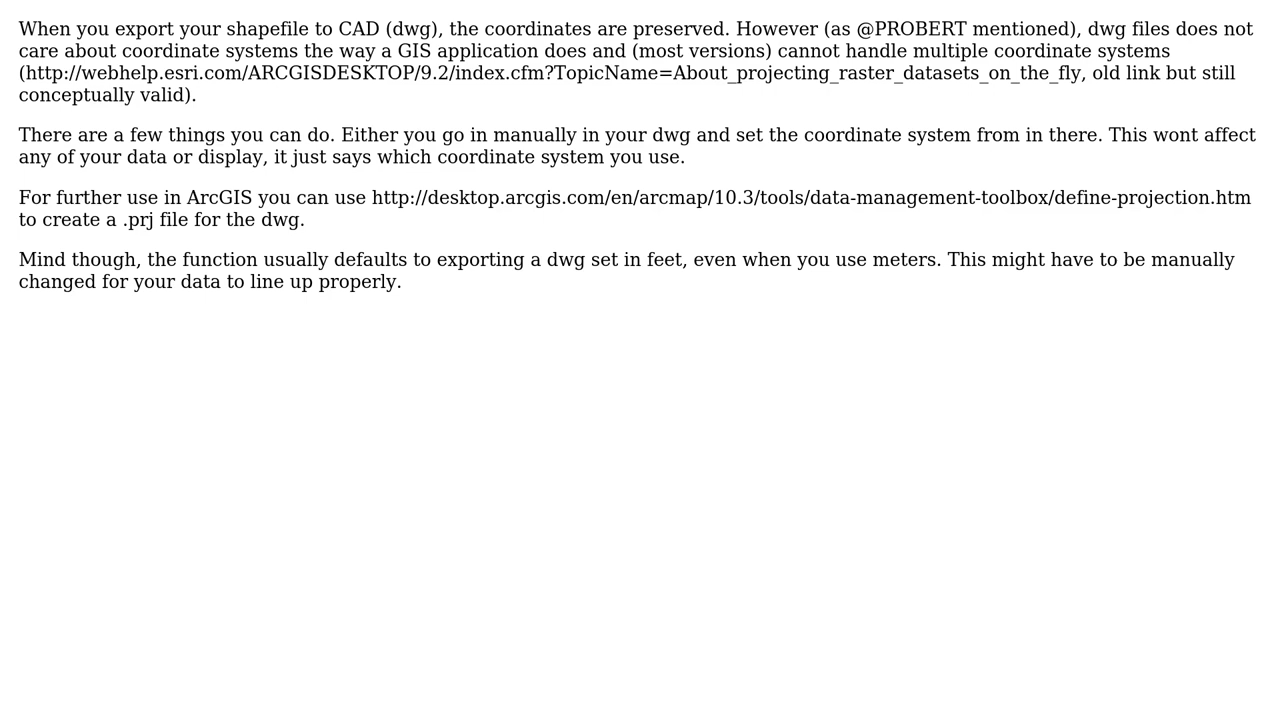 When you export your shapefile to CAD (dwg), the coordinates are preserved. However (as @PROBERT mentioned), dwg files does not
care about coordinate systems the way a GIS application does and (most versions) cannot handle multiple coordinate systems
(http://webhelp.esri.com/ARCGISDESKTOP/9.2/index.cfm?TopicName=About_projecting_raster_datasets_on_the_fly, old link but still
conceptually valid).
There are a few things you can do. Either you go in manually in your dwg and set the coordinate system from in there. This wont affect
any of your data or display, it just says which coordinate system you use.
For further use in ArcGIS you can use http://desktop.arcgis.com/en/arcmap/10.3/tools/data-management-toolbox/define-projection.htm
to create a .prj file for the dwg.
Mind though, the function usually defaults to exporting a dwg set in feet, even when you use meters. This might have to be manually
changed for your data to line up properly.